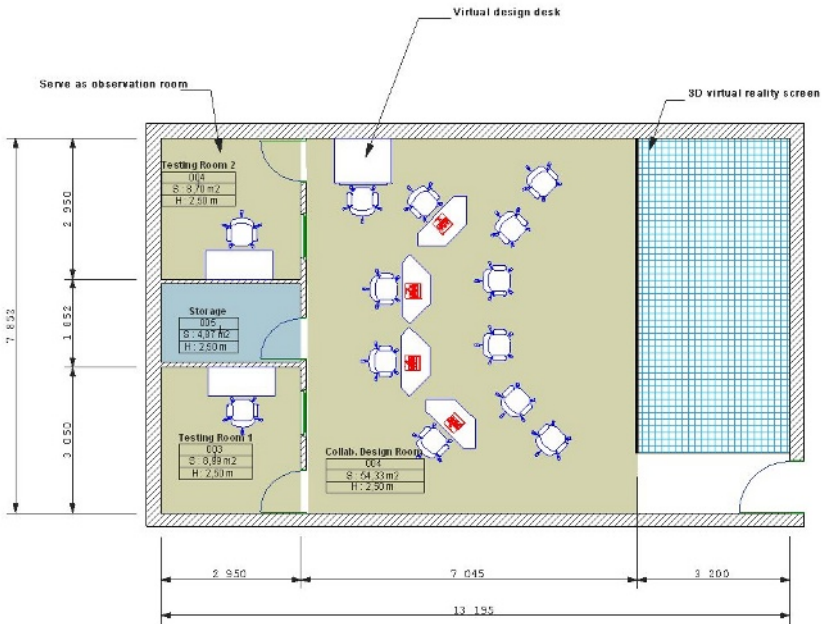 Virtual design desk
Serve as observation room
3D virtual reality screen
Testing Room 2
004
S : 8,70 m2
H : 2,50 m
Storage
005
S : 4,97 m2
H : 2,50 m
Testing Room 1
003
S : 8,99 m2
H : 2,50 m
Collab. Design Room
004
S : 54,33 m2
H : 2,50 m
2 950
1 852
3 050
7 852
2 950
7 045
3 200
13 195